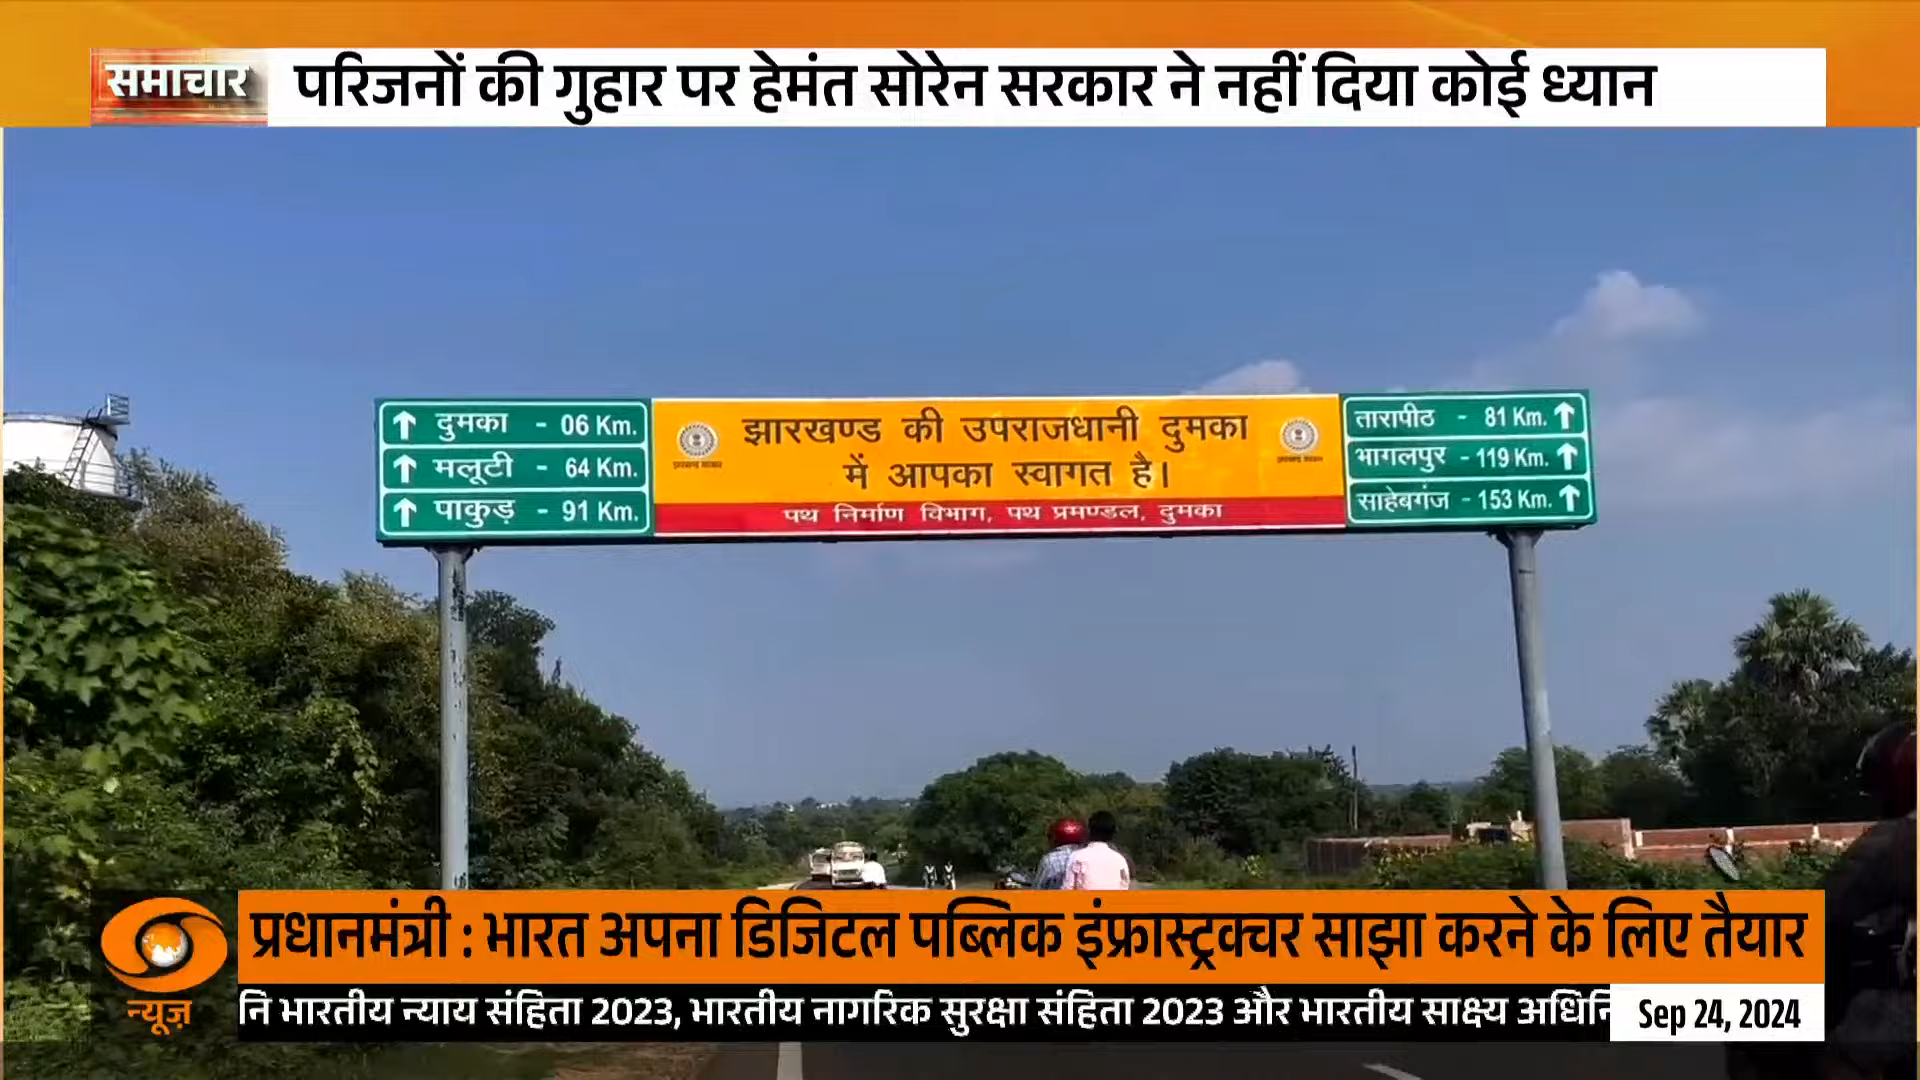 समाचार
परिजनों की गुहार पर हेमंत सोरेन सरकार ने नहीं दिया कोई ध्यान
↑ दुमका - 06 Km.
↑ मलूटी - 64 Km.
↑ पाकुड़ - 91 Km.
झारखण्ड की उपराजधानी दुमका
में आपका स्वागत है।
पथ निर्माण विभाग, पथ प्रमण्डल, दुमका
तारापीठ - 81 Km. ↑
भागलपुर - 119 Km. ↑
साहेबगंज - 153 Km. ↑
प्रधानमंत्री : भारत अपना डिजिटल पब्लिक इंफ्रास्ट्रक्चर साझा करने के लिए तैयार
न्यूज़
नि भारतीय न्याय संहिता 2023, भारतीय नागरिक सुरक्षा संहिता 2023 और भारतीय साक्ष्य अधिनि
Sep 24, 2024